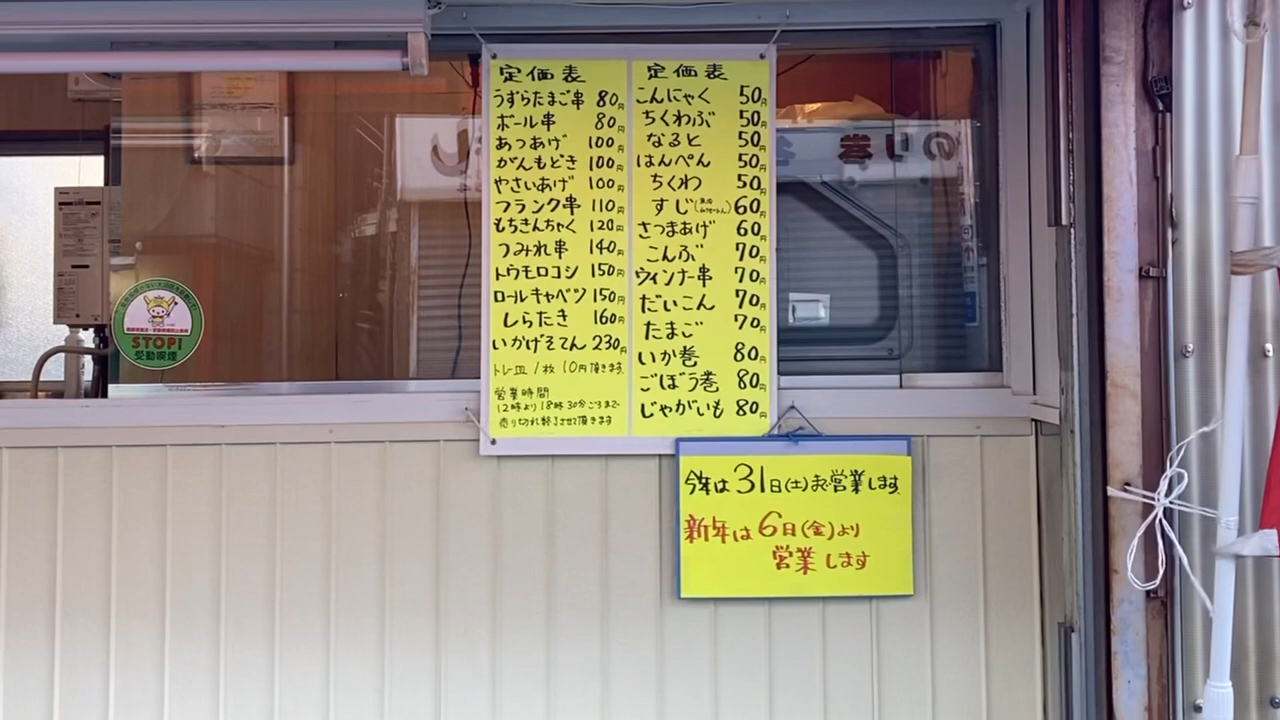 定価表
うずらたまご串 80円
ボール串 80円
あつあげ 100円
がんもどき 100円
やさいあげ 100円
フランク串 110円
もちきんちゃく 120円
つみれ串 140円
トウモロコシ 150円
ロールキャベツ 150円
しらたき 160円
いかげそてん 230円
トレー皿 1枚 10円頂きます。
営業時間
12時より18時30分ごろまで
売り切れ終了させて頂きます
定価表
こんにゃく 50円
ちくわぶ 50円
なると 50円
はんぺん 50円
ちくわ 50円
すじ 60円
さつまあげ 60円
こんぶ 70円
ウィンナー串 70円
だいこん 70円
たまご 70円
いか巻 80円
ごぼう巻 80円
じゃがいも 80円
今年は31日(土)まで営業します。
新年は6日(金)より
営業します
STOP!
受動喫煙
のり巻